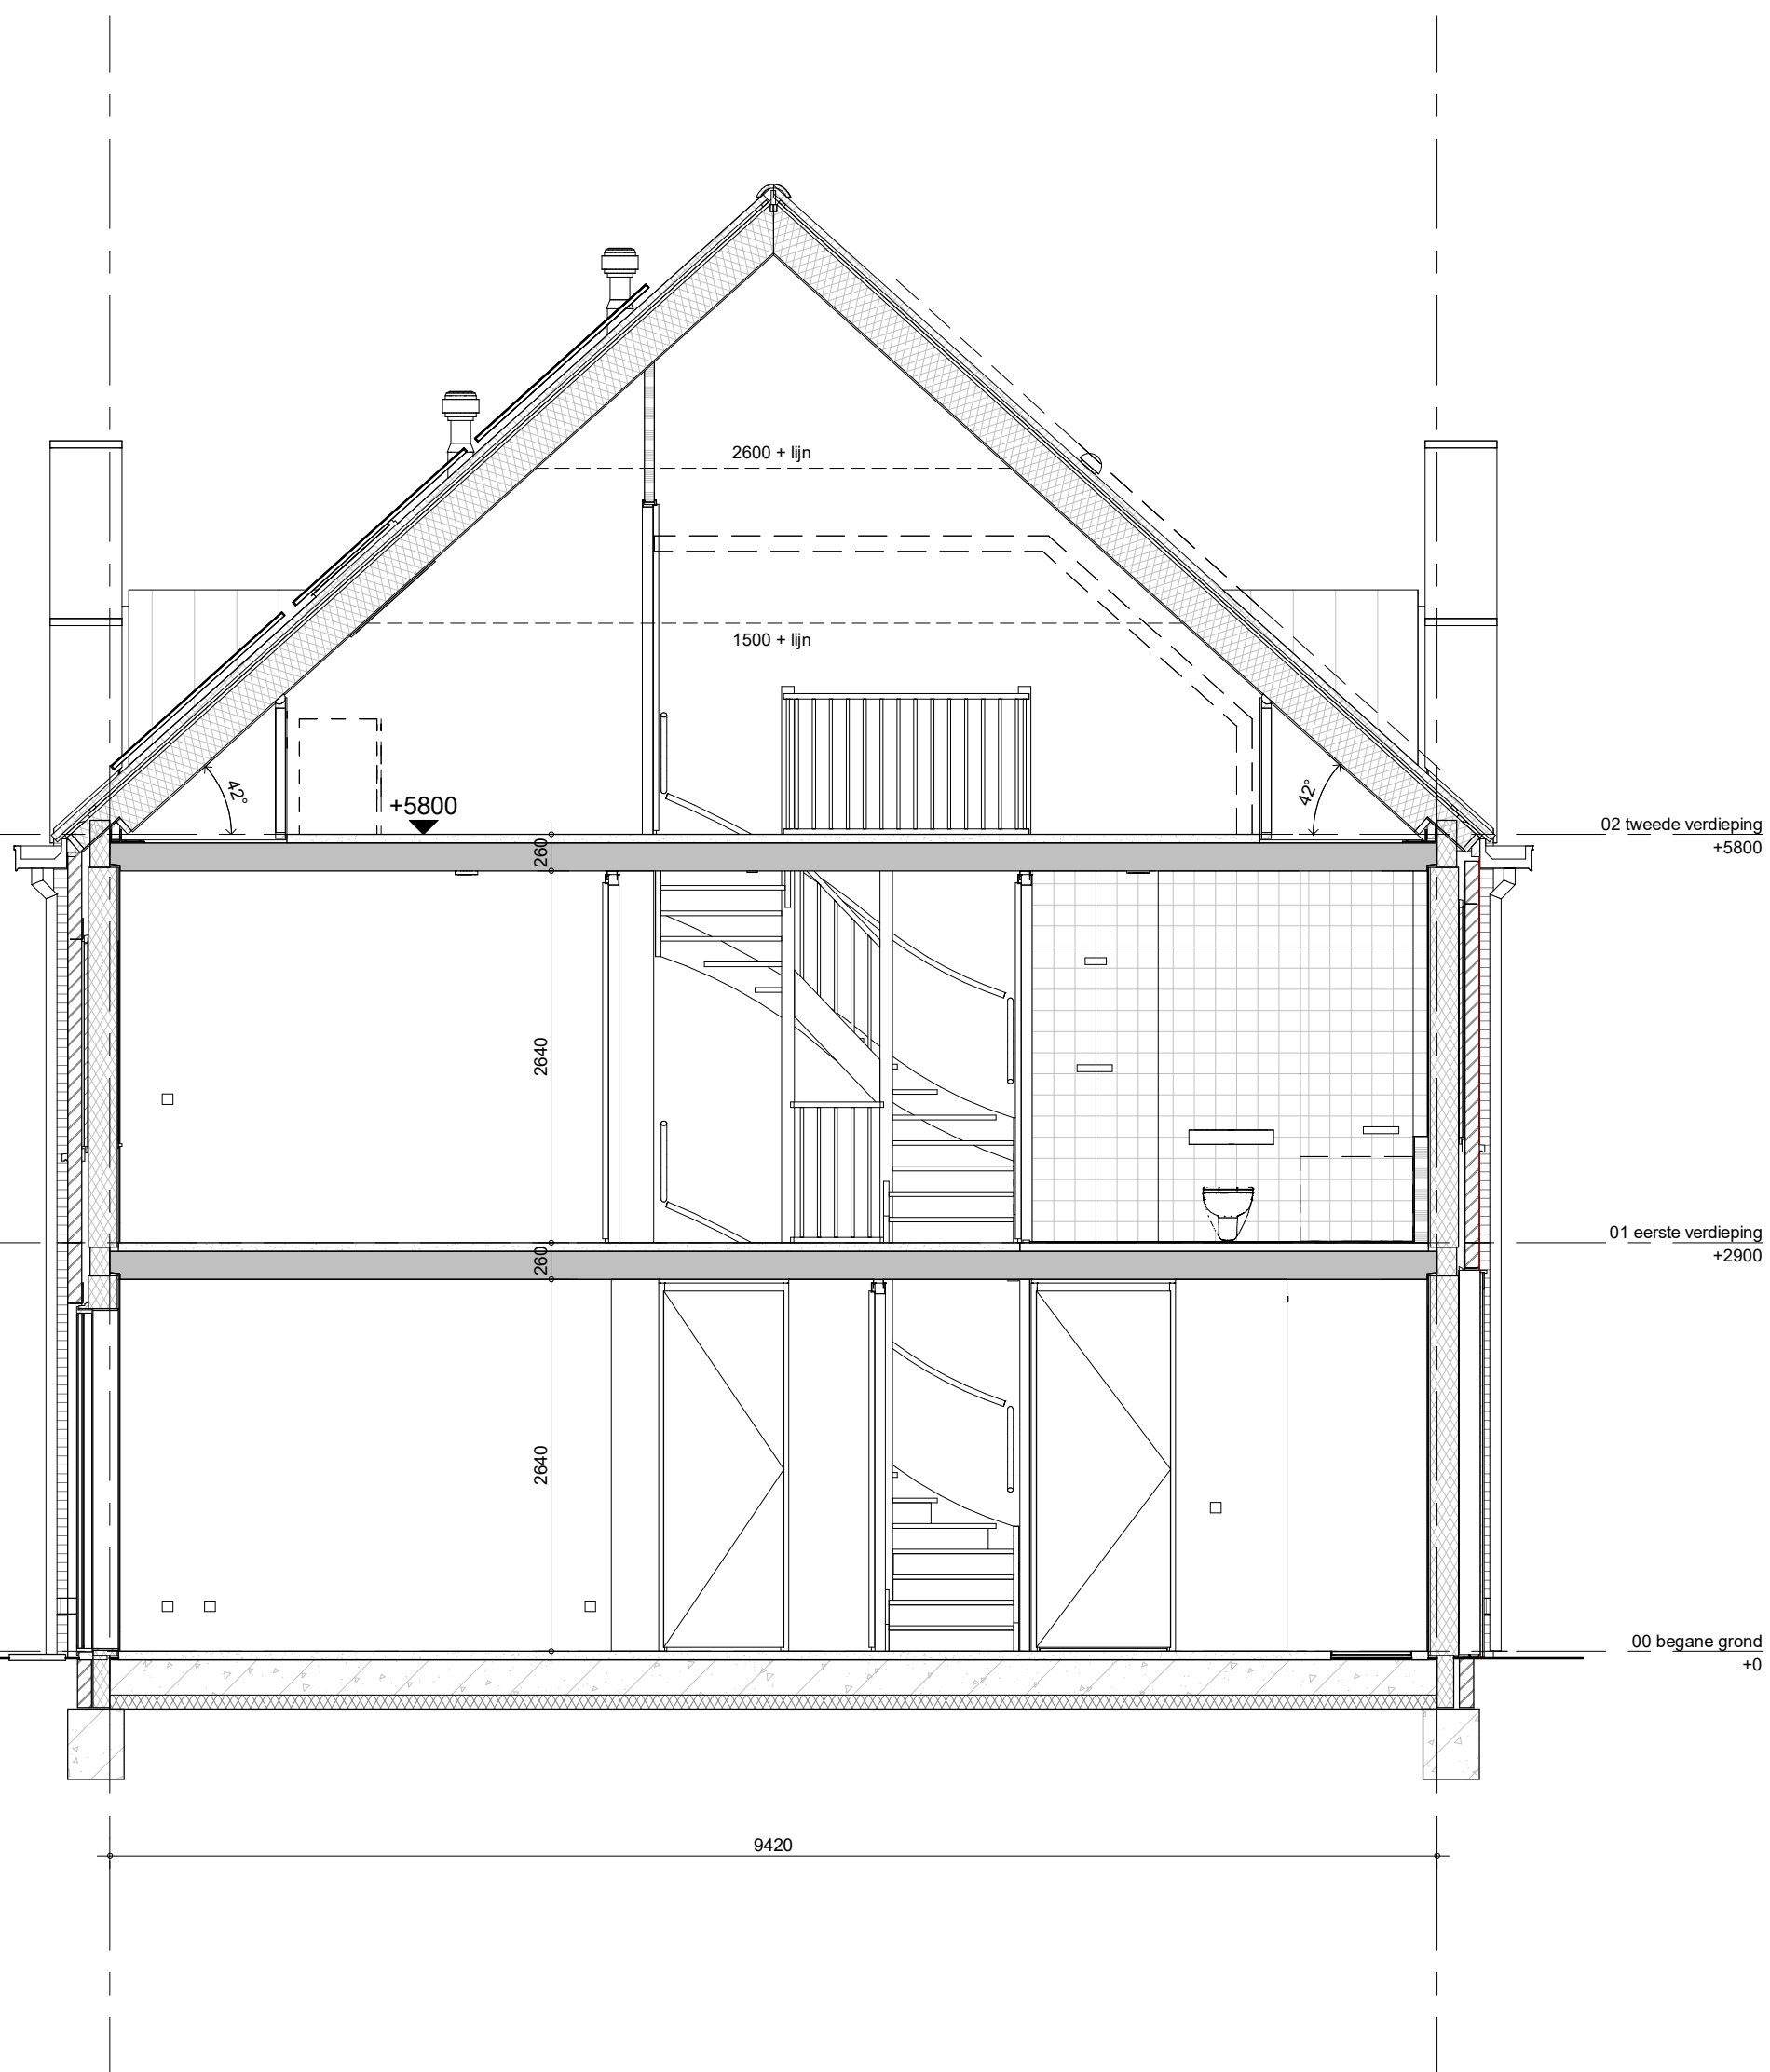 2600 + lijn
1500 + lijn
42°
42°
+5800
02 tweede verdieping
+5800
260
2640
01 eerste verdieping
+2900
260
2640
00 begane grond
+0
9420